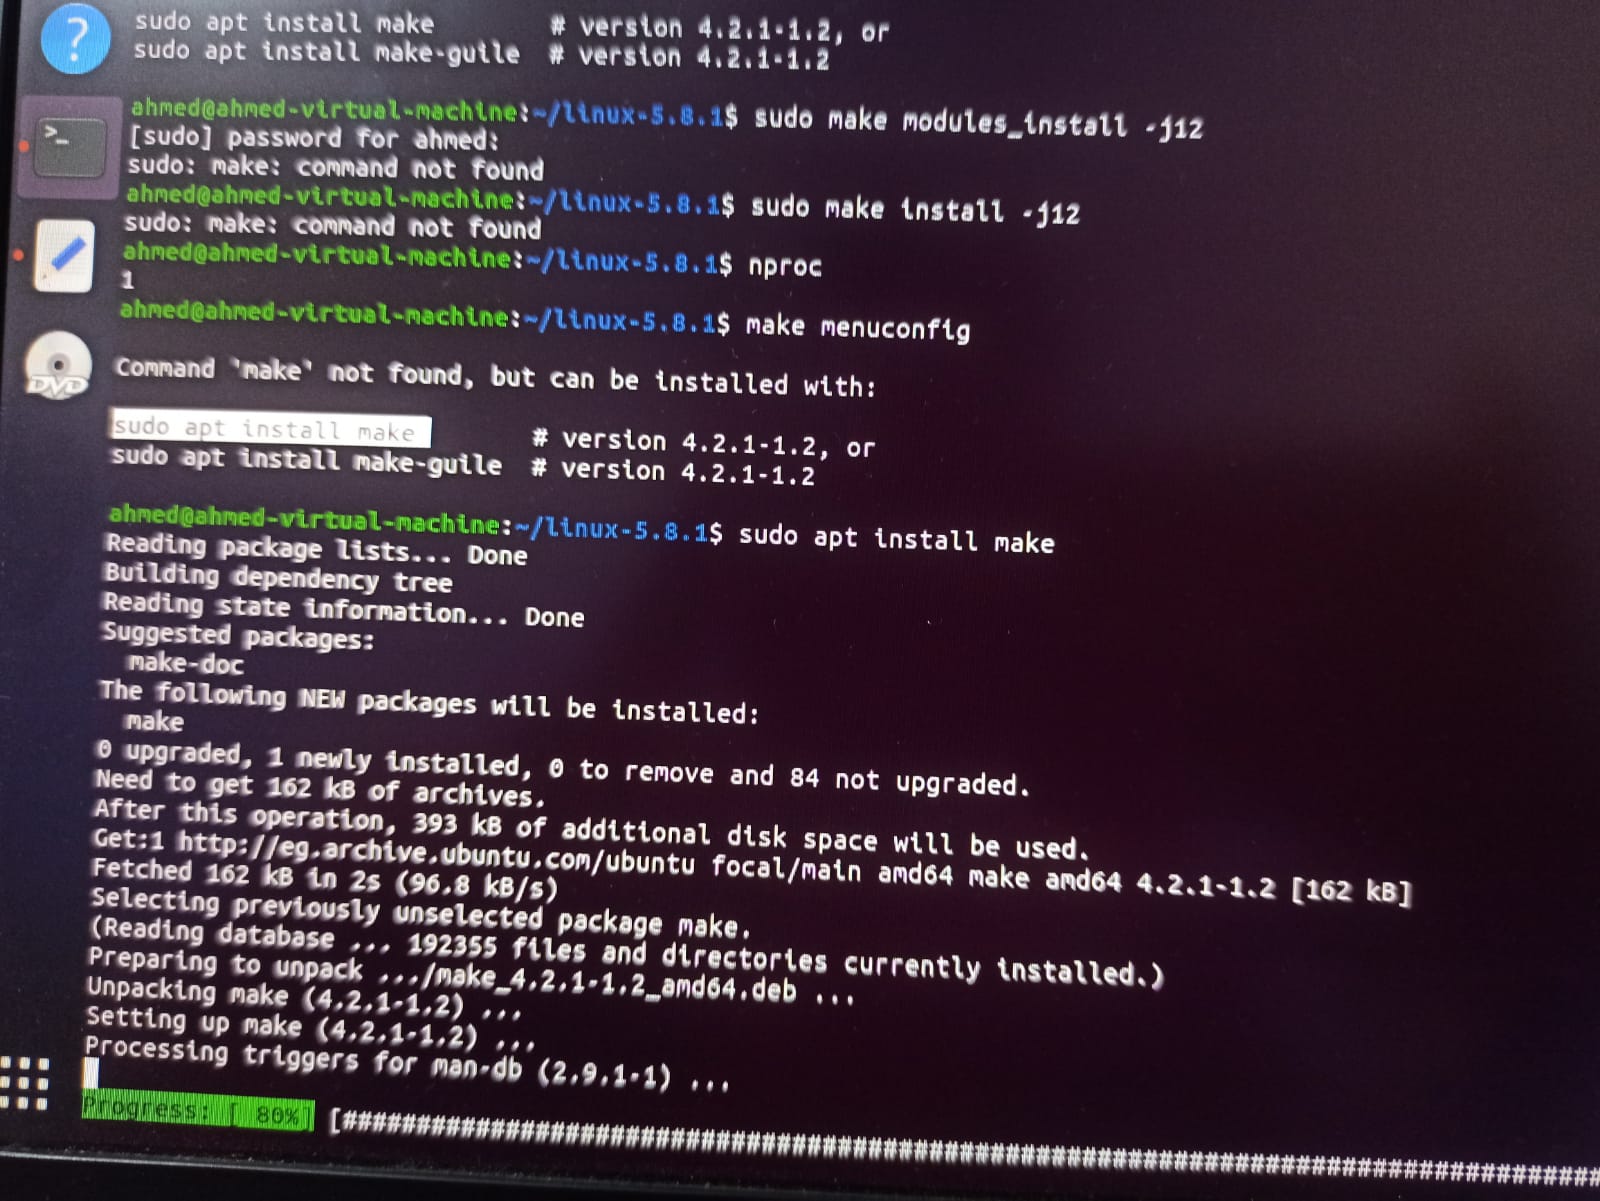 sudo apt install make # version 4.2.1-1.2, or
sudo apt install make-guile # version 4.2.1-1.2
ahmed@ahmed-virtual-machine:~/linux-5.8.1$ sudo make modules_install -j12
[sudo] password for ahmed:
sudo: make: command not found
ahmed@ahmed-virtual-machine:~/linux-5.8.1$ sudo make install -j12
sudo: make: command not found
ahmed@ahmed-virtual-machine:~/linux-5.8.1$ nproc
1
ahmed@ahmed-virtual-machine:~/linux-5.8.1$ make menuconfig
Command 'make' not found, but can be installed with:
sudo apt install make # version 4.2.1-1.2, or
sudo apt install make-guile # version 4.2.1-1.2
ahmed@ahmed-virtual-machine:~/linux-5.8.1$ sudo apt install make
Reading package lists... Done
Building dependency tree
Reading state information... Done
Suggested packages:
make-doc
The following NEW packages will be installed:
make
0 upgraded, 1 newly installed, 0 to remove and 84 not upgraded.
Need to get 162 kB of archives.
After this operation, 393 kB of additional disk space will be used.
Get:1 http://eg.archive.ubuntu.com/ubuntu focal/main amd64 make amd64 4.2.1-1.2 [162 kB]
Fetched 162 kB in 2s (96.8 kB/s)
Selecting previously unselected package make.
(Reading database ... 192355 files and directories currently installed.)
Preparing to unpack .../make_4.2.1-1.2_amd64.deb ...
Unpacking make (4.2.1-1.2) ...
Setting up make (4.2.1-1.2) ...
Processing triggers for man-db (2.9.1-1) ...
Progress: [ 80%] [##########################################################################################
?
>_
DVD